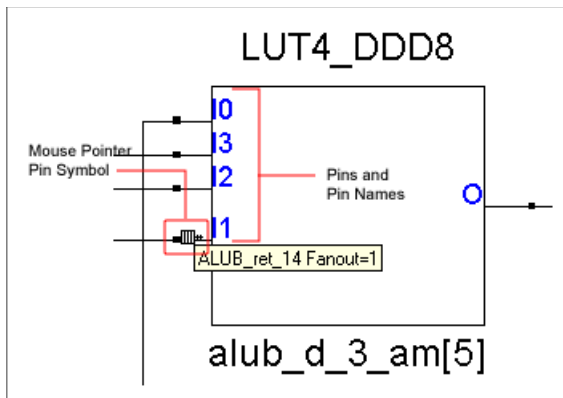 LUT4_DDD8
I0
I3
Mouse Pointer
Pin Symbol
I2
Pins and
Pin Names
O
I1
ALUB_ret_14 Fanout=1
alub_d_3_am[5]